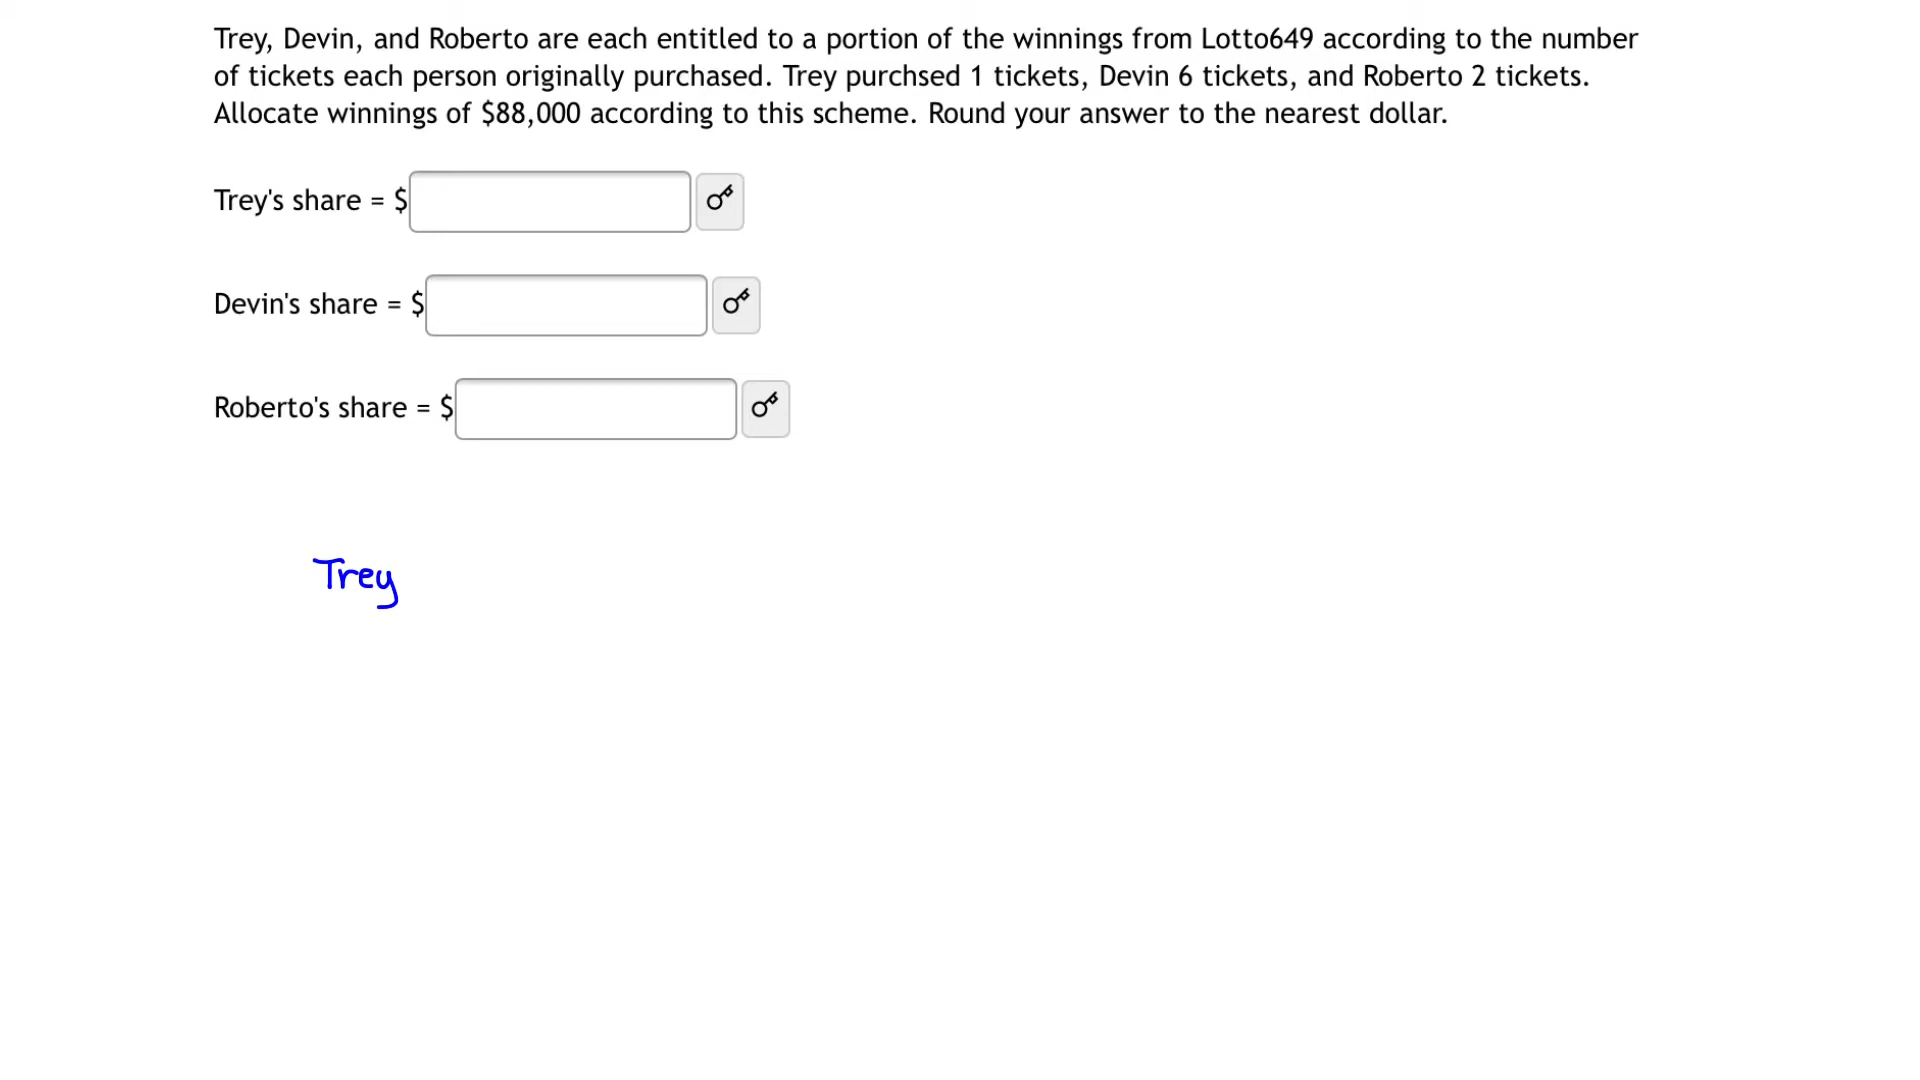 Trey, Devin, and Roberto are each entitled to a portion of the winnings from Lotto649 according to the number
of tickets each person originally purchased. Trey purchsed 1 tickets, Devin 6 tickets, and Roberto 2 tickets.
Allocate winnings of $88,000 according to this scheme. Round your answer to the nearest dollar.
Trey's share = $
Devin's share = $
Roberto's share = $
Trey